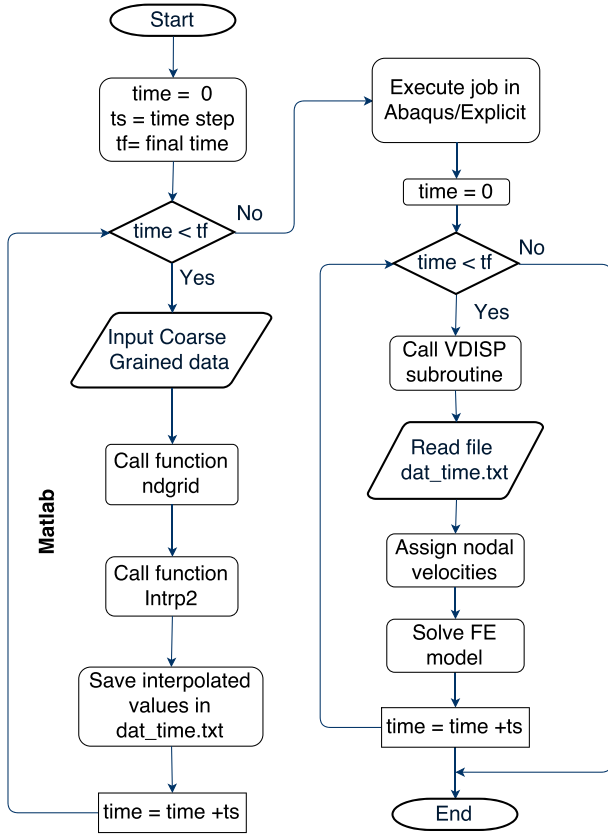 Start
time = 0
ts = time step
tf= final time
time < tf
No
Yes
Input Coarse
Grained data
Call function
ndgrid
Call function
Intrp2
Save interpolated
values in
dat_time.txt
time = time +ts
Matlab
Execute job in
Abaqus/Explicit
time = 0
time < tf
No
Yes
Call VDISP
subroutine
Read file
dat_time.txt
Assign nodal
velocities
Solve FE
model
time = time +ts
End